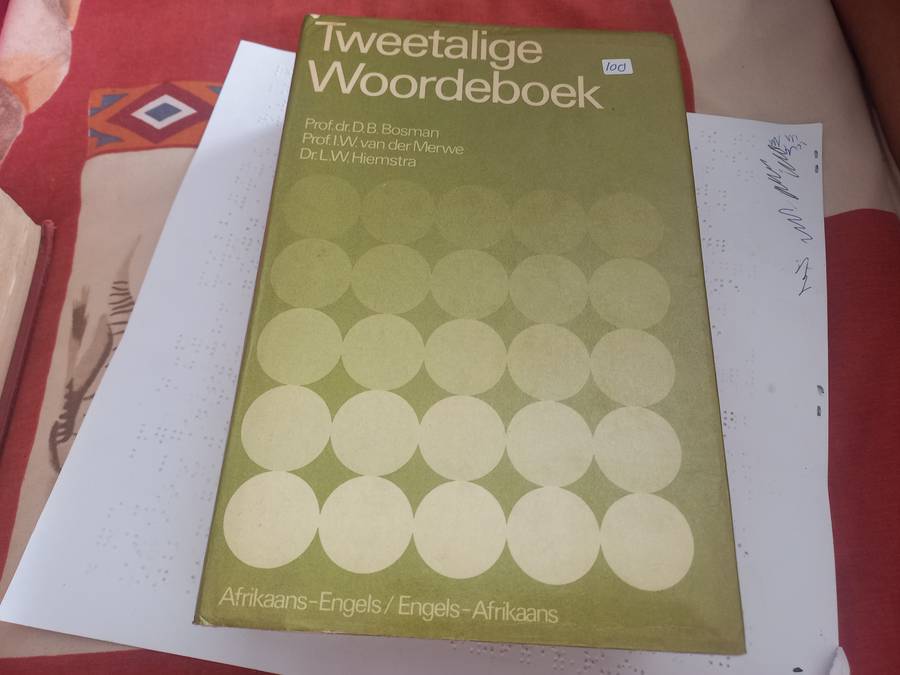 Tweetalige
Woordeboek
100
Prof. dr. D. B. Bosman
Prof. I. W. van der Merwe
Dr. L. W. Hiemstra
Afrikaans-Engels / Engels-Afrikaans